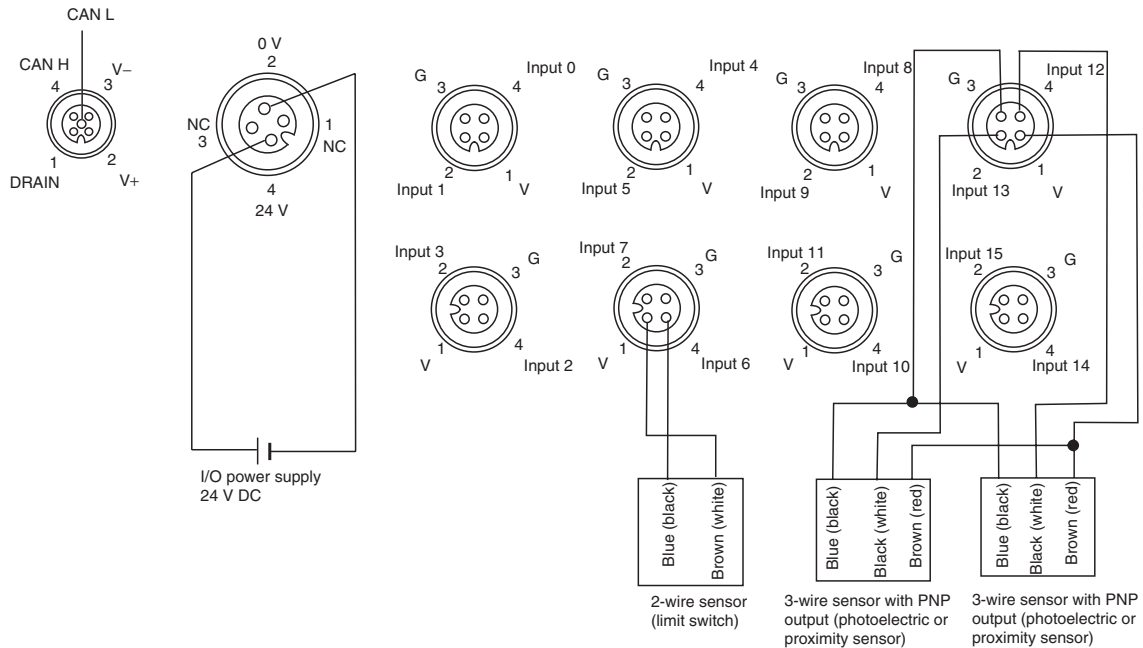 CAN L
CAN H
4
3
V–
1
2
DRAIN
V+
0 V
2
NC
3
1
NC
4
24 V
I/O power supply
24 V DC
G
3
4
Input 0
Input 1
2
1
V
G
3
4
Input 4
Input 5
2
1
V
G
3
4
Input 8
Input 9
2
1
V
G
3
4
Input 12
Input 13
2
1
V
Input 3
2
3
G
1
V
4
Input 2
Input 7
2
3
G
1
V
4
Input 6
Input 11
2
3
G
1
V
4
Input 10
Input 15
2
3
G
1
V
4
Input 14
Blue (black)
Brown (white)
2-wire sensor
(limit switch)
Blue (black)
Black (white)
Brown (red)
3-wire sensor with PNP
output (photoelectric or
proximity sensor)
Blue (black)
Black (white)
Brown (red)
3-wire sensor with PNP
output (photoelectric or
proximity sensor)